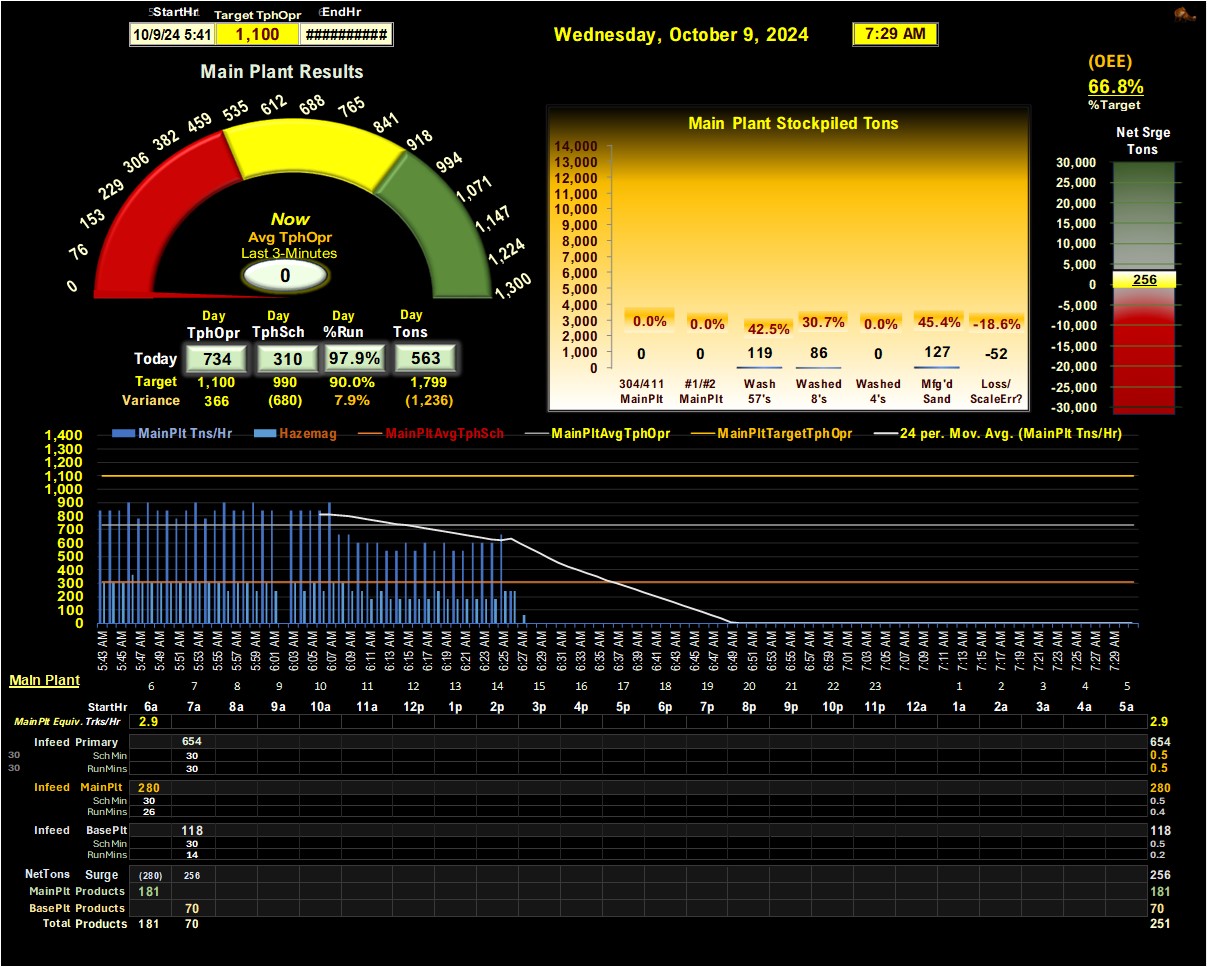 StartHr Target TphOpr EndHr
10/9/24 5:41 1,100 ##########
Wednesday, October 9, 2024 7:29 AM
(OEE)
66.8%
%Target
Main Plant Results
0 76 153 229 306 382 459 535 612 688 765 841 918 994 1,071 1,147 1,224 1,300
Now
Avg TphOpr
Last 3-Minutes
0
Day Day Day Day
TphOpr TphSch %Run Tons
Today 734 310 97.9% 563
Target 1,100 990 90.0% 1,799
Variance 366 (680) 7.9% (1,236)
Main Plant Stockpiled Tons
14,000
13,000
12,000
11,000
10,000
9,000
8,000
7,000
6,000
5,000
4,000
3,000
2,000
1,000
0
0.0% 0.0% 42.5% 30.7% 0.0% 45.4% -18.6%
0 0 119 86 0 127 -52
304/411 #1/#2 Wash Washed Washed Mfg'd Loss/
MainPlt MainPlt 57's 8's 4's Sand ScaleErr?
Net Srge
Tons
30,000
25,000
20,000
15,000
10,000
5,000
0 256
-5,000
-10,000
-15,000
-20,000
-25,000
-30,000
MainPlt Tns/Hr Hazemag MainPltAvgTphSch MainPltAvgTphOpr MainPltTargetTphOpr 24 per. Mov. Avg. (MainPlt Tns/Hr)
1,400
1,300
1,200
1,100
1,000
900
800
700
600
500
400
300
200
100
0
5:43 AM 5:45 AM 5:47 AM 5:49 AM 5:51 AM 5:53 AM 5:55 AM 5:57 AM 5:59 AM 6:01 AM 6:03 AM 6:05 AM 6:07 AM 6:09 AM 6:11 AM 6:13 AM 6:15 AM 6:17 AM 6:19 AM 6:21 AM 6:23 AM 6:25 AM 6:27 AM 6:29 AM 6:31 AM 6:33 AM 6:35 AM 6:37 AM 6:39 AM 6:41 AM 6:43 AM 6:45 AM 6:47 AM 6:49 AM 6:51 AM 6:53 AM 6:55 AM 6:57 AM 6:59 AM 7:01 AM 7:03 AM 7:05 AM 7:07 AM 7:09 AM 7:11 AM 7:13 AM 7:15 AM 7:17 AM 7:19 AM 7:21 AM 7:23 AM 7:25 AM 7:27 AM 7:29 AM
Main Plant
6 7 8 9 10 11 12 13 14 15 16 17 18 19 20 21 22 23 1 2 3 4 5
StartHr 6a 7a 8a 9a 10a 11a 12p 1p 2p 3p 4p 5p 6p 7p 8p 9p 10p 11p 12a 1a 2a 3a 4a 5a
MainPlt Equiv. Trks/Hr 2.9 2.9
Infeed Primary 654 654
30 Sch Min 30 0.5
30 RunMins 30 0.5
Infeed MainPlt 280 280
Sch Min 30 0.5
RunMins 26 0.4
Infeed BasePlt 118 118
Sch Min 30 0.5
RunMins 14 0.2
NetTons Surge (280) 256 256
MainPlt Products 181 181
BasePlt Products 70 70
Total Products 181 70 251